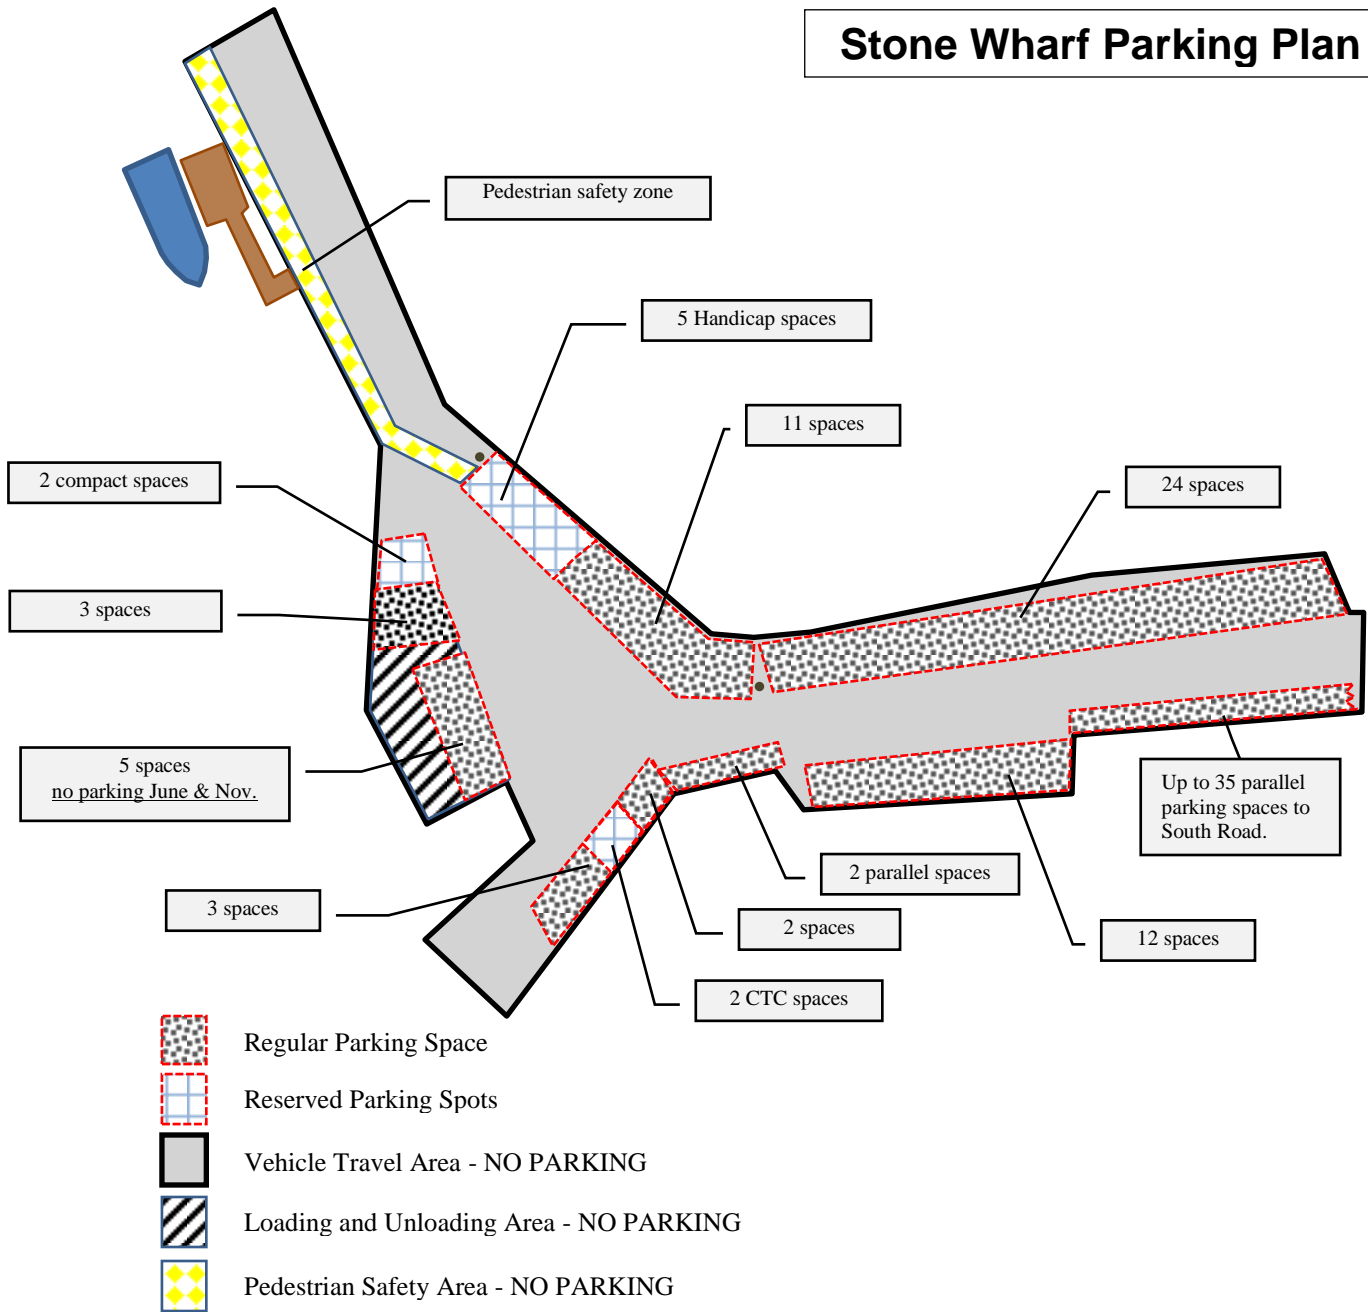 Stone Wharf Parking Plan
Pedestrian safety zone
5 Handicap spaces
11 spaces
2 compact spaces
24 spaces
3 spaces
5 spaces
no parking June & Nov.
Up to 35 parallel
parking spaces to
South Road.
2 parallel spaces
3 spaces
2 spaces
12 spaces
2 CTC spaces
Regular Parking Space
Reserved Parking Spots
Vehicle Travel Area - NO PARKING
Loading and Unloading Area - NO PARKING
Pedestrian Safety Area - NO PARKING